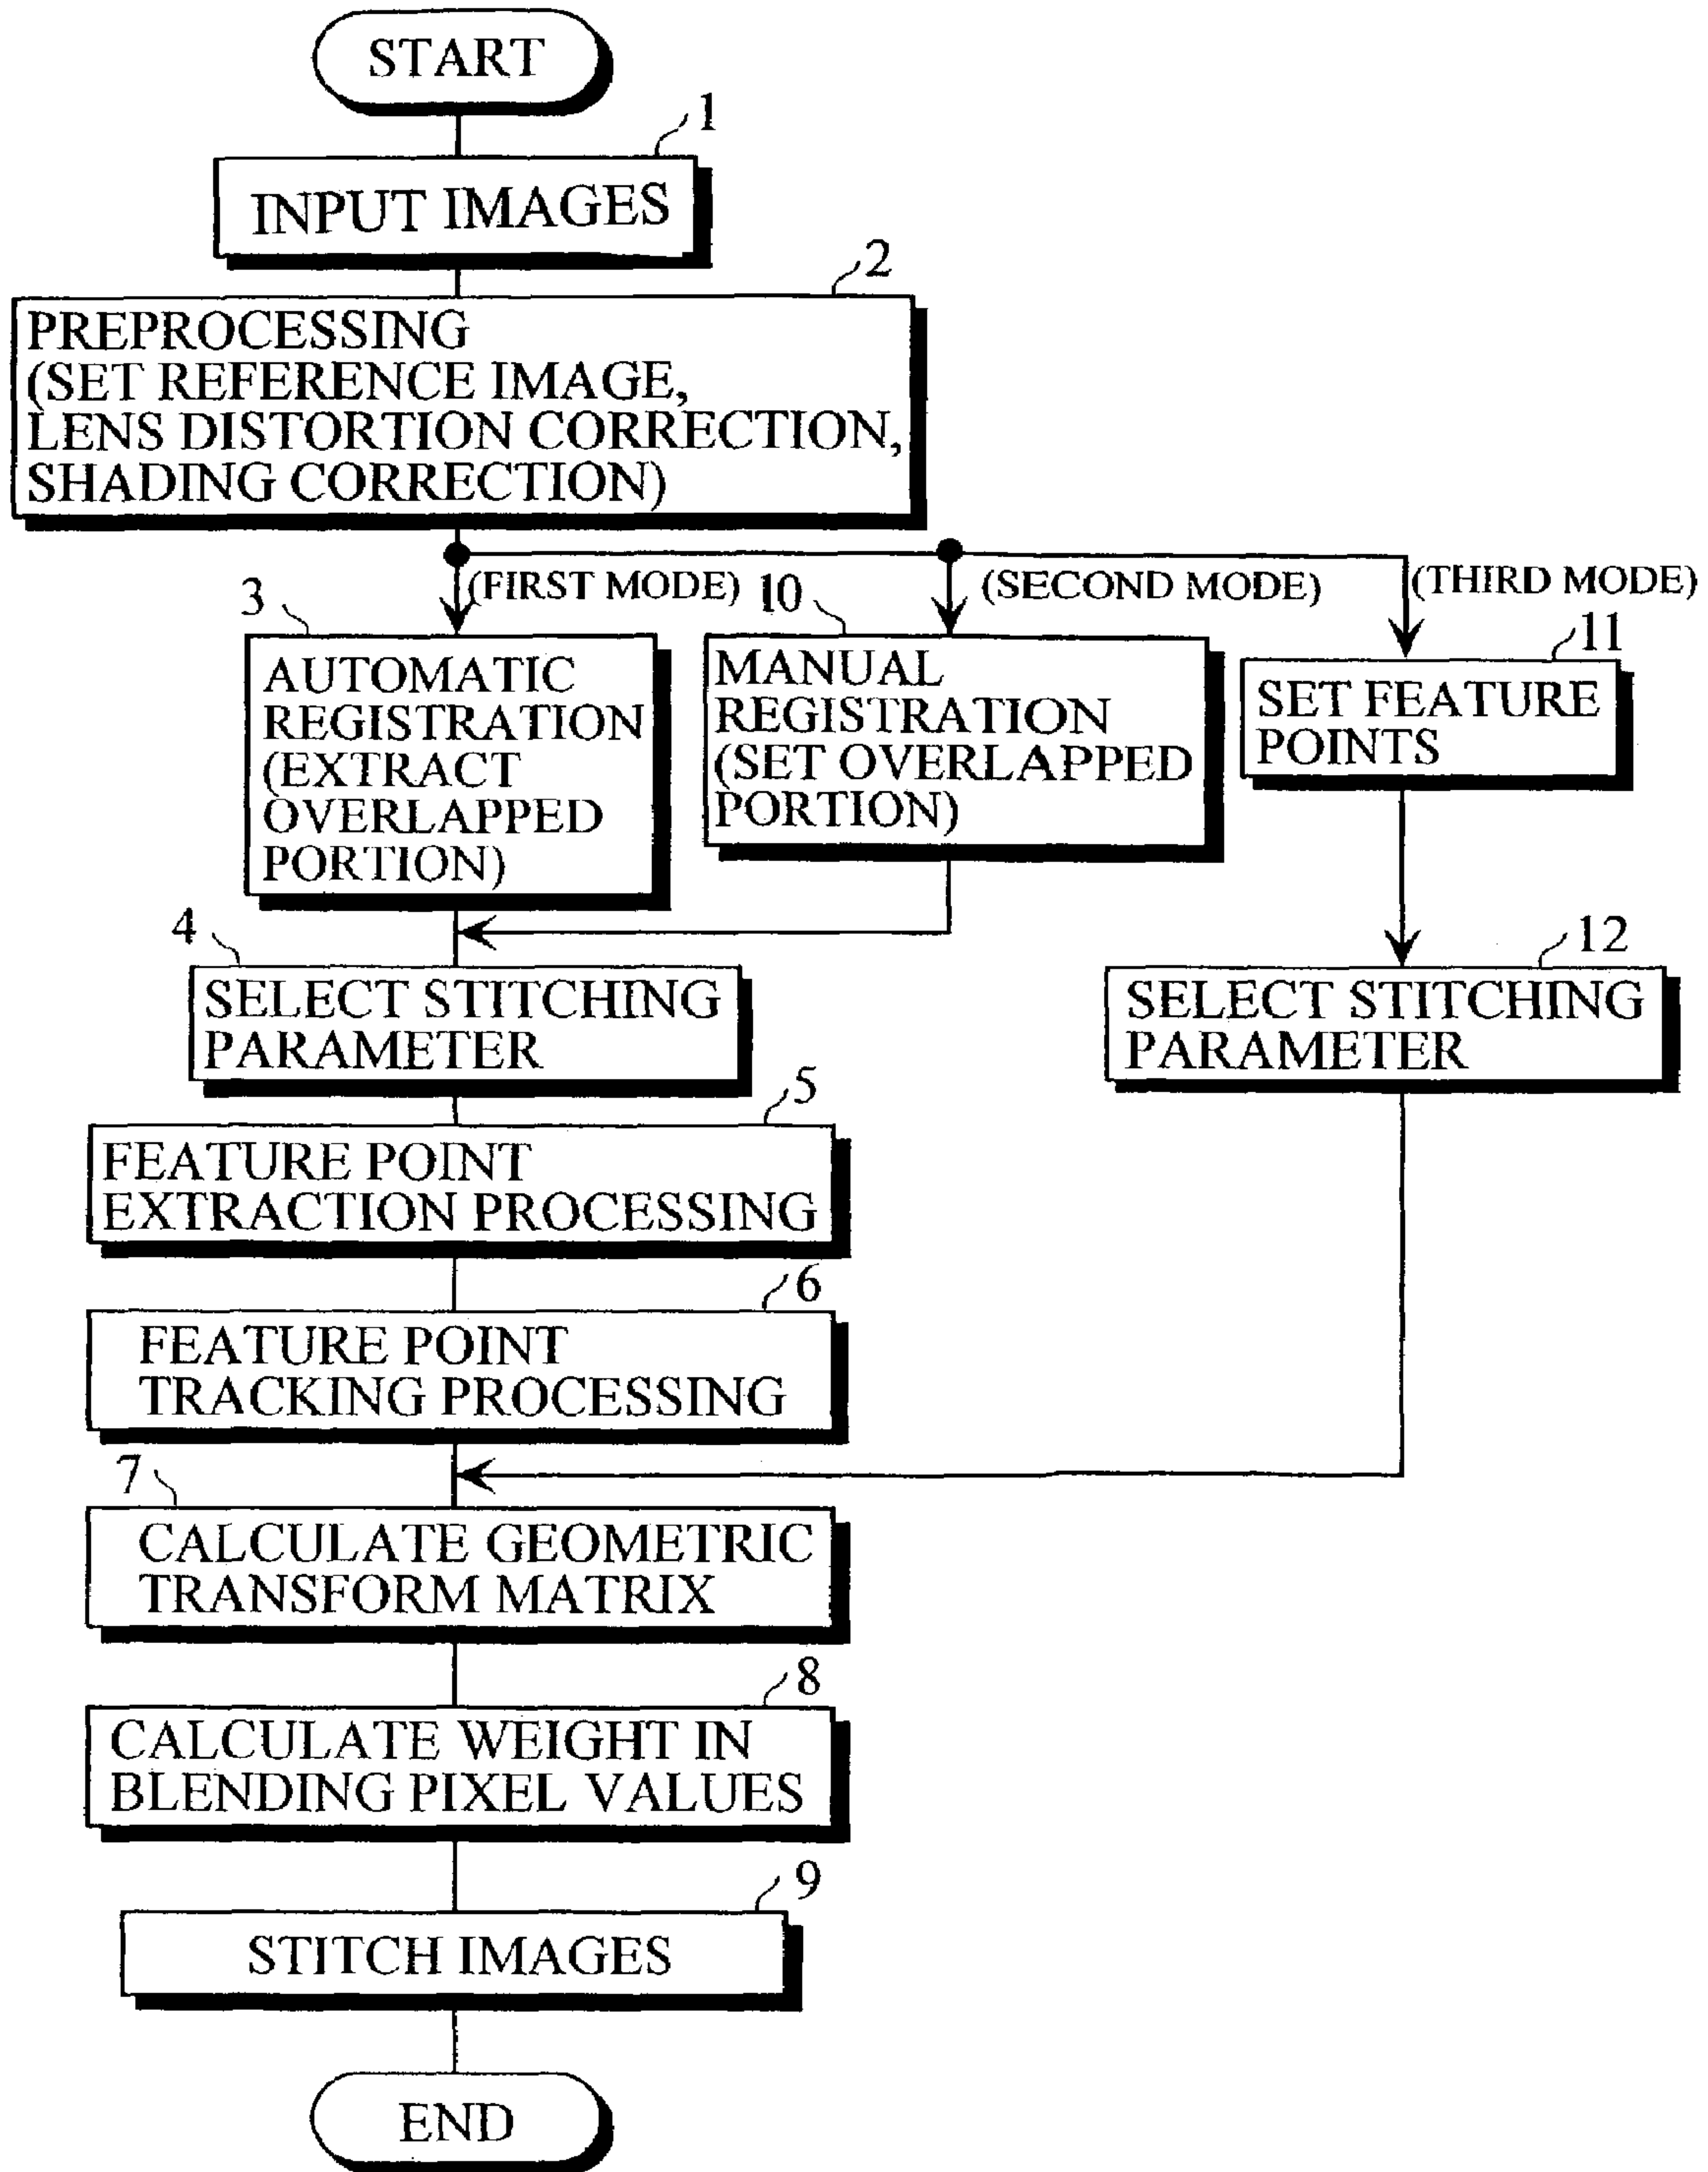 START
1
INPUT IMAGES
2
PREPROCESSING
(SET REFERENCE IMAGE,
LENS DISTORTION CORRECTION,
SHADING CORRECTION)
(FIRST MODE)
(SECOND MODE)
(THIRD MODE)
3
AUTOMATIC
REGISTRATION
(EXTRACT
OVERLAPPED
PORTION)
10
MANUAL
REGISTRATION
(SET OVERLAPPED
PORTION)
11
SET FEATURE
POINTS
4
SELECT STITCHING
PARAMETER
12
SELECT STITCHING
PARAMETER
5
FEATURE POINT
EXTRACTION PROCESSING
6
FEATURE POINT
TRACKING PROCESSING
7
CALCULATE GEOMETRIC
TRANSFORM MATRIX
8
CALCULATE WEIGHT IN
BLENDING PIXEL VALUES
9
STITCH IMAGES
END